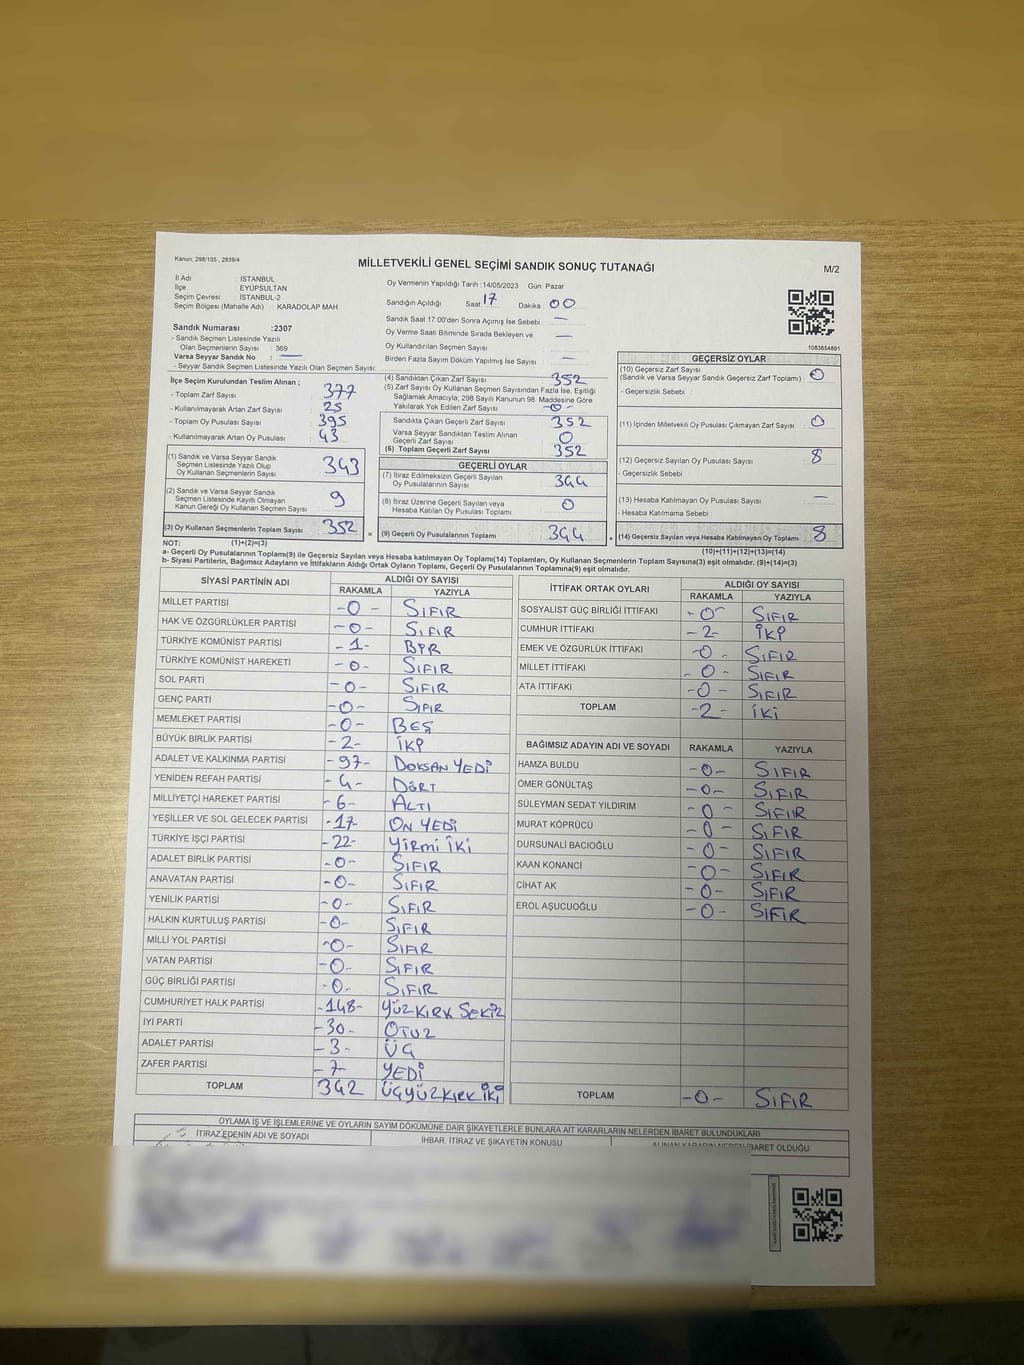 Kanun; 298/105 , 2839/4
MİLLETVEKİLİ GENEL SEÇİMİ SANDIK SONUÇ TUTANAĞI
M/2
İl Adı : İSTANBUL
İlçe : EYÜPSULTAN
Seçim Çevresi : İSTANBUL-2
Seçim Bölgesi (Mahalle Adı) : KARADOLAP MAH
Oy Vermenin Yapıldığı Tarih :14/05/2023 Gün: Pazar
Sandığın Açıldığı Saat 17 Dakika : 00
Sandık Saat 17.00'den Sonra Açılmış İse Sebebi : —
Oy Verme Saati Bitiminde Sırada Bekleyen ve
Oy Kullandırılan Seçmen Sayısı : —
Birden Fazla Sayım Döküm Yapılmış İse Sayısı : —
1083654891
Sandık Numarası :2307
- Sandık Seçmen Listesinde Yazılı
Olan Seçmenlerin Sayısı : 369
Varsa Seyyar Sandık No : —
- Seyyar Sandık Seçmen Listesinde Yazılı Olan Seçmen Sayısı:
İlçe Seçim Kurulundan Teslim Alınan ;
- Toplam Zarf Sayısı 377
- Kullanılmayarak Artan Zarf Sayısı 25
- Toplam Oy Pusulası Sayısı 395
- Kullanılmayarak Artan Oy Pusulası 43
(1) Sandık ve Varsa Seyyar Sandık
Seçmen Listesinde Yazılı Olup
Oy Kullanan Seçmenlerin Sayısı 343
(2) Sandık ve Varsa Seyyar Sandık
Seçmen Listesinde Kayıtlı Olmayan
Kanun Gereği Oy Kullanan Seçmen Sayısı 9
(3) Oy Kullanan Seçmenlerin Toplam Sayısı 352
(4) Sandıktan Çıkan Zarf Sayısı 352
(5) Zarf Sayısı Oy Kullanan Seçmen Sayısından Fazla İse, Eşitliği
Sağlamak Amacıyla, 298 Sayılı Kanunun 98. Maddesine Göre
Yakılarak Yok Edilen Zarf Sayısı -0-
Sandıkta Çıkan Geçerli Zarf Sayısı 352
Varsa Seyyar Sandıktan Teslim Alınan
Geçerli Zarf Sayısı 0
(6) Toplam Geçerli Zarf Sayısı 352
GEÇERLİ OYLAR
(7) İtiraz Edilmeksizin Geçerli Sayılan
Oy Pusulalarının Sayısı 344
(8) İtiraz Üzerine Geçerli Sayılan veya
Hesaba Katılan Oy Pusulası Toplamı 0
= (9) Geçerli Oy Pusulalarının Toplamı 344
GEÇERSİZ OYLAR
(10) Geçersiz Zarf Sayısı
(Sandık ve Varsa Seyyar Sandık Geçersiz Zarf Toplamı) : 0
- Geçersizlik Sebebi :
(11) İçinden Milletvekili Oy Pusulası Çıkmayan Zarf Sayısı : 0
(12) Geçersiz Sayılan Oy Pusulası Sayısı : 8
- Geçersizlik Sebebi :
(13) Hesaba Katılmayan Oy Pusulası Sayısı : —
- Hesaba Katılmama Sebebi :
+ (14) Geçersiz Sayılan veya Hesaba Katılmayan Oy Toplamı 8
NOT: (1)+(2)=(3)
(10)+(11)+(12)+(13)=(14)
a- Geçerli Oy Pusulalarının Toplamı(9) ile Geçersiz Sayılan veya Hesaba katılmayan Oy Toplamı(14) Toplamları, Oy Kullanan Seçmenlerin Toplam Sayısına(3) eşit olmalıdır. (9)+(14)=(3)
b- Siyasi Partilerin, Bağımsız Adayların ve İttifakların Aldığı Ortak Oyların Toplamı, Geçerli Oy Pusulalarının Toplamına(9) eşit olmalıdır.
SİYASİ PARTİNİN ADI ALDIĞI OY SAYISI
RAKAMLA YAZIYLA
MİLLET PARTİSİ -0- SIFIR
HAK VE ÖZGÜRLÜKLER PARTİSİ -0- SIFIR
TÜRKİYE KOMÜNİST PARTİSİ -1- BİR
TÜRKİYE KOMÜNİST HAREKETİ -0- SIFIR
SOL PARTİ -0- SIFIR
GENÇ PARTİ -0- SIFIR
MEMLEKET PARTİSİ -0- BEŞ
BÜYÜK BİRLİK PARTİSİ -2- İKİ
ADALET VE KALKINMA PARTİSİ -97- DOKSAN YEDİ
YENİDEN REFAH PARTİSİ -4- DÖRT
MİLLİYETÇİ HAREKET PARTİSİ -6- ALTI
YEŞİLLER VE SOL GELECEK PARTİSİ -17- ON YEDİ
TÜRKİYE İŞÇİ PARTİSİ -22- YİRMİ İKİ
ADALET BİRLİK PARTİSİ -0- SIFIR
ANAVATAN PARTİSİ -0- SIFIR
YENİLİK PARTİSİ -0- SIFIR
HALKIN KURTULUŞ PARTİSİ -0- SIFIR
MİLLİ YOL PARTİSİ -0- SIFIR
VATAN PARTİSİ -0- SIFIR
GÜÇ BİRLİĞİ PARTİSİ -0- SIFIR
CUMHURİYET HALK PARTİSİ -148- YÜZ KIRK SEKİZ
İYİ PARTİ -30- OTUZ
ADALET PARTİSİ -3- ÜÇ
ZAFER PARTİSİ -7- YEDİ
TOPLAM 342 ÜÇYÜZ KIRK İKİ
İTTİFAK ORTAK OYLARI ALDIĞI OY SAYISI
RAKAMLA YAZIYLA
SOSYALİST GÜÇ BİRLİĞİ İTTİFAKI -0- SIFIR
CUMHUR İTTİFAKI -2- İKİ
EMEK VE ÖZGÜRLÜK İTTİFAKI -0- SIFIR
MİLLET İTTİFAKI -0- SIFIR
ATA İTTİFAKI -0- SIFIR
TOPLAM -2- İKİ
BAĞIMSIZ ADAYIN ADI VE SOYADI RAKAMLA YAZIYLA
HAMZA BULDU -0- SIFIR
ÖMER GÖNÜLTAŞ -0- SIFIR
SÜLEYMAN SEDAT YILDIRIM -0- SIFIR
MURAT KÖPRÜCÜ -0- SIFIR
DURSUNALİ BACIOĞLU -0- SIFIR
KAAN KONANCİ -0- SIFIR
CİHAT AK -0- SIFIR
EROL AŞUCUOĞLU -0- SIFIR
TOPLAM -0- SIFIR
OYLAMA İŞ VE İŞLEMLERİNE VE OYLARIN SAYIM DÖKÜMÜNE DAİR ŞİKAYETLERLE BUNLARA AİT KARARLARIN NELERDEN İBARET BULUNDUKLARI
İTİRAZ EDENİN ADI VE SOYADI İHBAR, İTİRAZ VE ŞİKAYETİN KONUSU ALINAN KARARIN NEDEN İBARET OLDUĞU